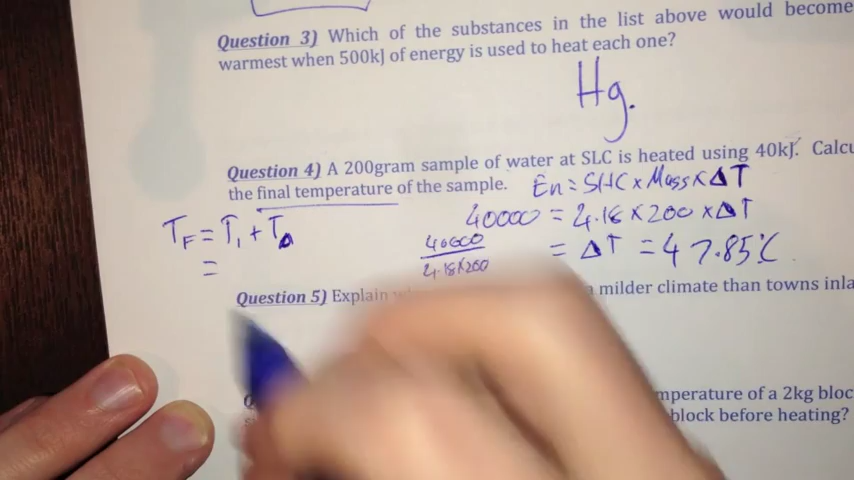 Question 3) Which of the substances in the list above would become
warmest when 500kJ of energy is used to heat each one?
Hg.
Question 4) A 200gram sample of water at SLC is heated using 40kJ. Calcu
the final temperature of the sample. En = SHC x Mass x ΔT
40000 = 4.18 x 200 x ΔT
40000 / 4.18x200 = ΔT = 47.85°C
TF = T1 + TΔ
=
Question 5) Explain a milder climate than towns inla
mperature of a 2kg bloc
block before heating?